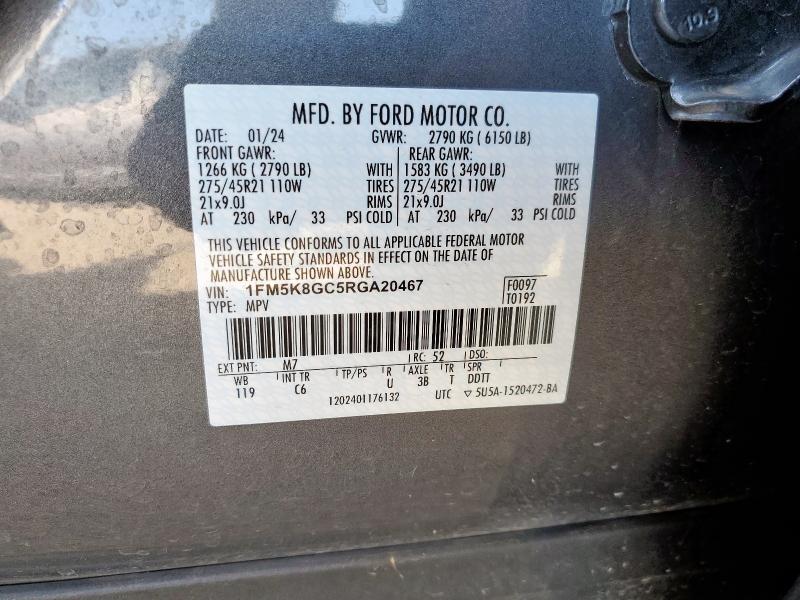 10.9
MFD. BY FORD MOTOR CO.
DATE: 01/24 GVWR: 2790 KG ( 6150 LB)
FRONT GAWR: REAR GAWR:
1266 KG ( 2790 LB) WITH 1583 KG ( 3490 LB) WITH
275/45R21 110W TIRES 275/45R21 110W TIRES
21x9.0J RIMS 21x9.0J RIMS
AT 230 kPa/ 33 PSI COLD AT 230 kPa/ 33 PSI COLD
THIS VEHICLE CONFORMS TO ALL APPLICABLE FEDERAL MOTOR
VEHICLE SAFETY STANDARDS IN EFFECT ON THE DATE OF
MANUFACTURE SHOWN ABOVE.
VIN: 1FM5K8GC5RGA20467 F0097
TYPE: MPV T0192
EXT PNT: M7 RC: 52 DSO:
WB INT TR TP/PS R AXLE TR SPR
119 C6 U 3B T DDTT
1202401176132 UTC ▽ 5U5A-1520472-BA